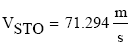 V_STO = 71.294 m/s